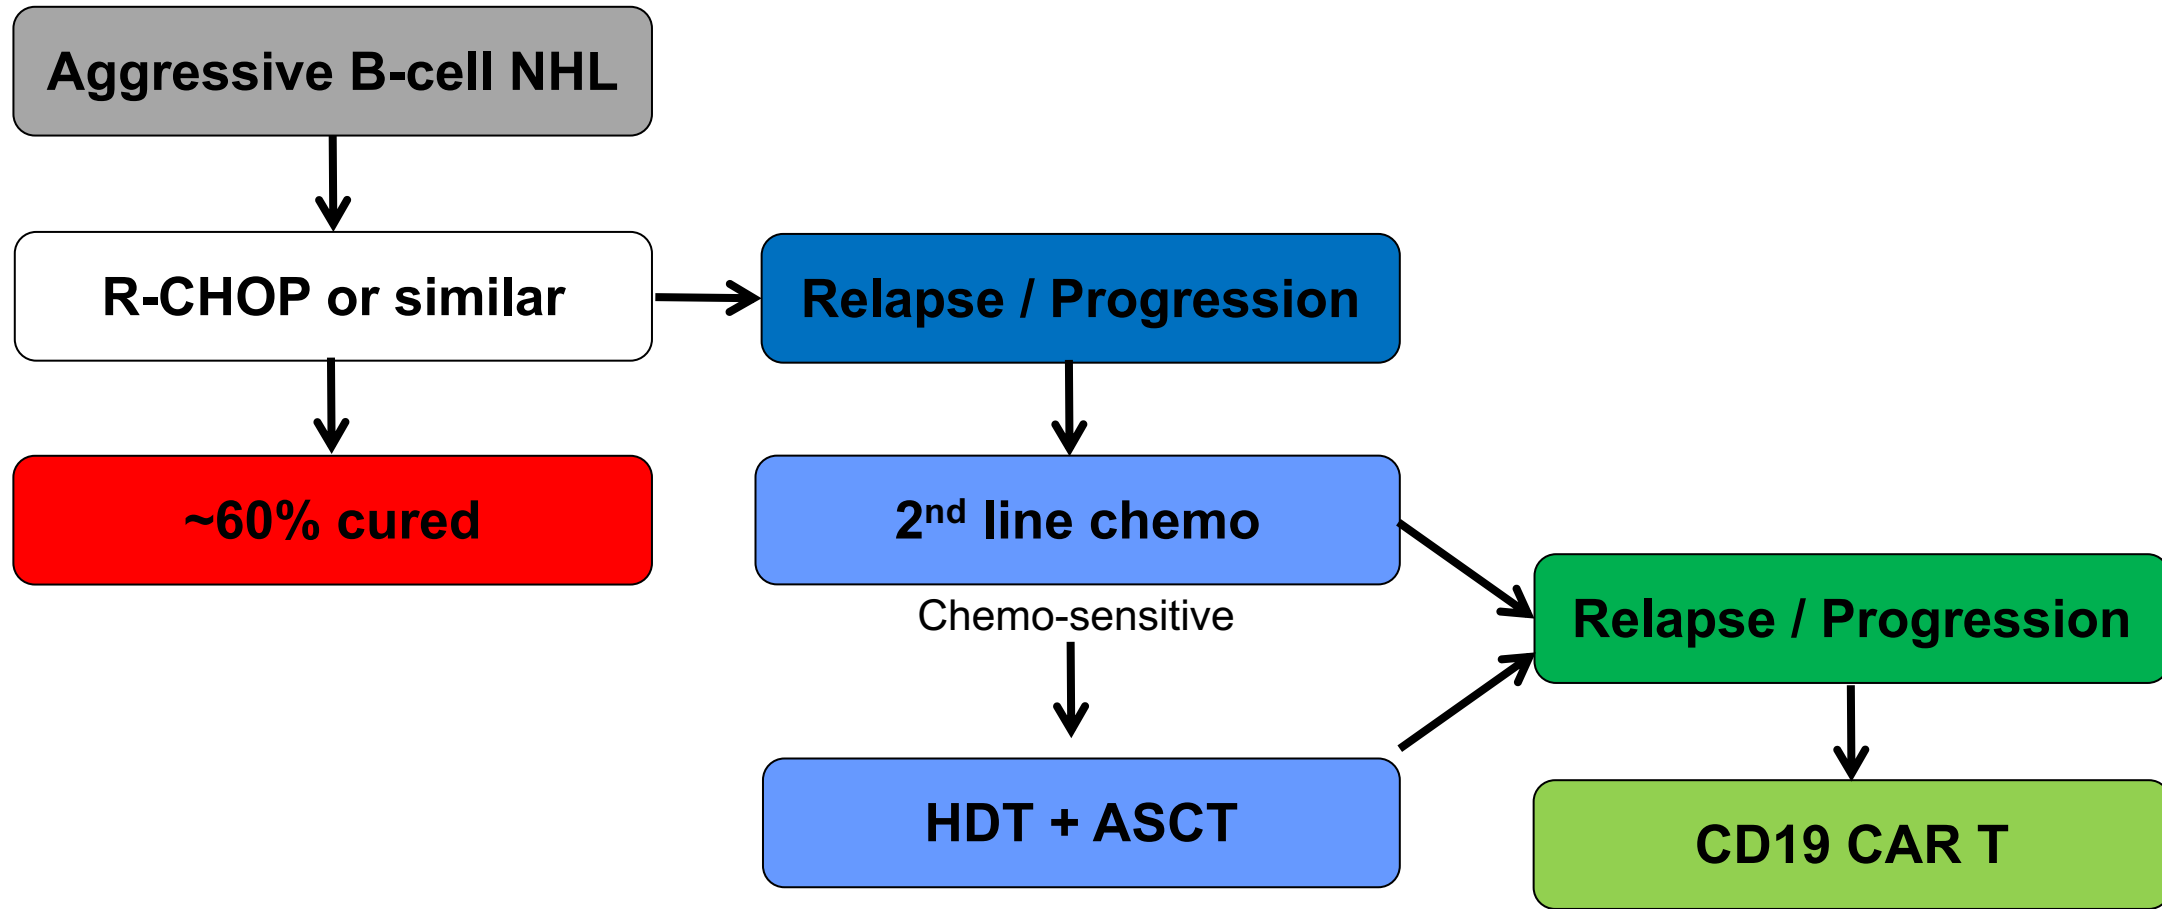 Aggressive B-cell NHL
R-CHOP or similar
Relapse / Progression
~60% cured
2nd line chemo
Chemo-sensitive
Relapse / Progression
HDT + ASCT
CD19 CAR T